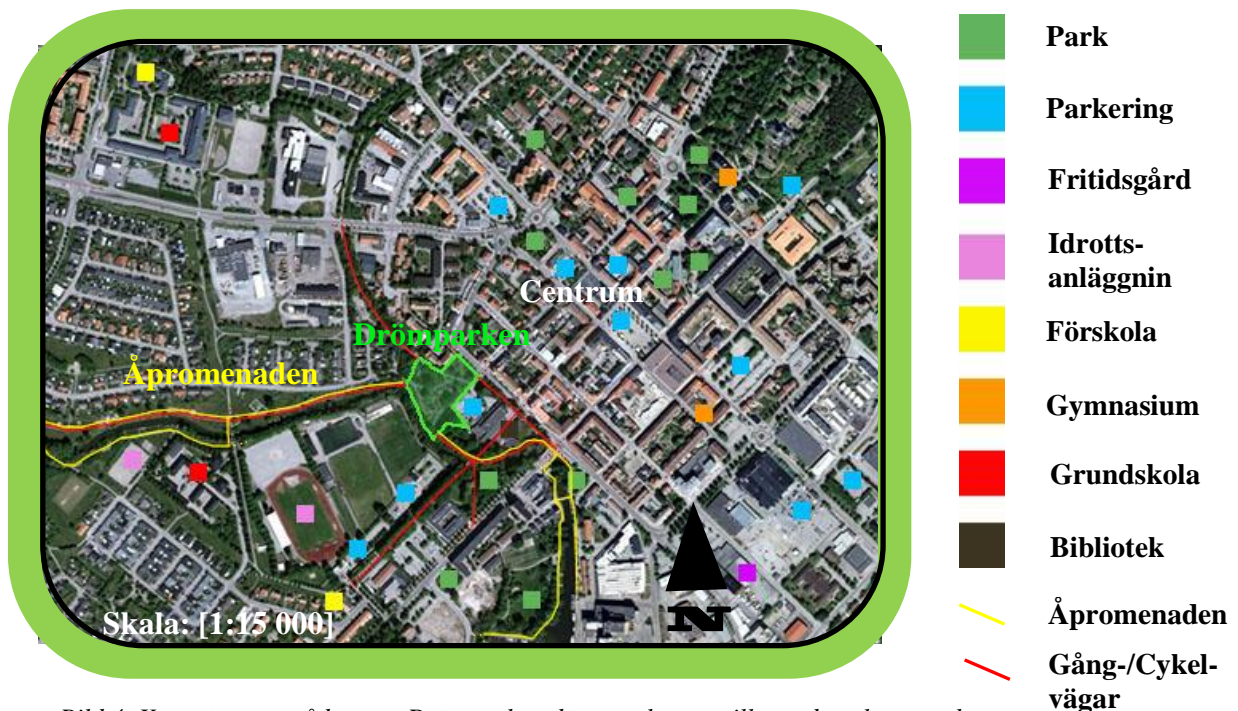 Park
Parkering
Fritidsgård
Idrotts-
anläggnin
Förskola
Gymnasium
Grundskola
Bibliotek
Åpromenaden
Gång-/Cykel-
vägar
Centrum
Drömparken
Åpromenaden
Skala: [1:15 000]
N